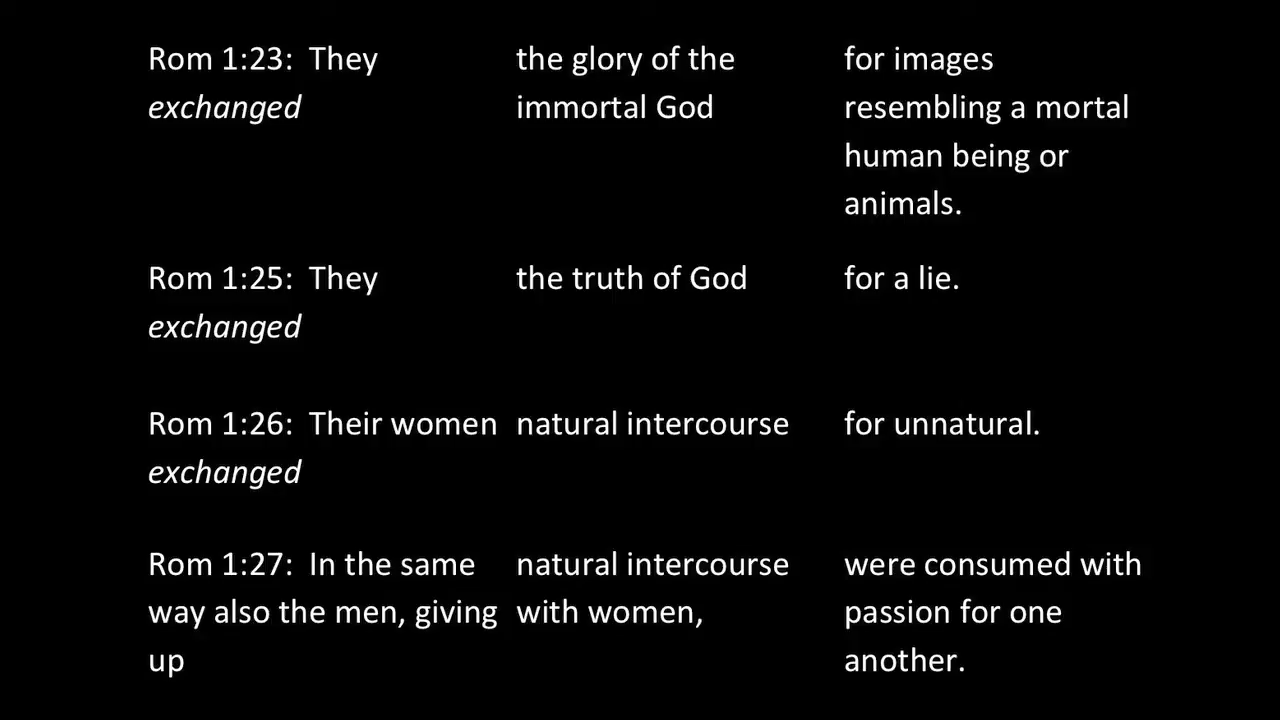 Rom 1:23:  They the glory of the for images
exchanged immortal God resembling a mortal
human being or
animals.
Rom 1:25:  They the truth of God for a lie.
exchanged
Rom 1:26:  Their women natural intercourse for unnatural.
exchanged
Rom 1:27:  In the same natural intercourse were consumed with
way also the men, giving with women, passion for one
up another.